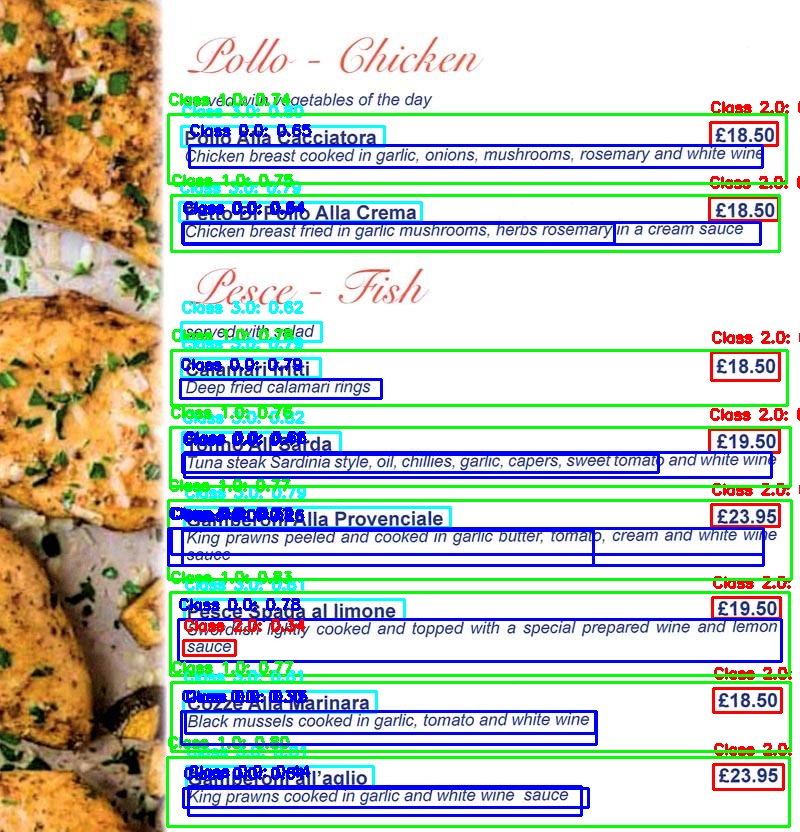 Pollo - Chicken
Class 1.0: 0.74
served with vegetables of the day
Class 2.0:
Class 3.0: 0.80
Class 0.0: 0.65
Pollo Alla Cacciatora £18.50
Chicken breast cooked in garlic, onions, mushrooms, rosemary and white wine
Class 1.0: 0.75 Class 2.0:
Class 3.0: 0.79
Class 0.0:
Petto Di Pollo Alla Crema £18.50
Chicken breast fried in garlic mushrooms, herbs rosemary in a cream sauce
Pesce - Fish
Class 3.0: 0.62
served with salad
Class 1.0: Class 2.0:
Class 3.0: 0.79
Class 0.0: 0.79
Calamari fritti £18.50
Deep fried calamari rings
Class 1.0: 0.76 Class 2.0:
Class 3.0: 0.82
Class 0.0:
Tonno All Sarda £19.50
Tuna steak Sardinia style, oil, chillies, garlic, capers, sweet tomato and white wine
Class 1.0: 0.77 Class 2.0:
Class 3.0: 0.79
Gamberoni Alla Provenciale £23.95
King prawns peeled and cooked in garlic butter, tomato, cream and white wine
sauce
Class 1.0: 0.83 Class 2.0:
Class 3.0: 0.81
Class 0.0: 0.78
Pesce Spada al limone £19.50
Swordfish lightly cooked and topped with a special prepared wine and lemon
Class 2.0: 0.34
sauce
Class 1.0: 0.77 Class 2.0:
Class 3.0: 0.81
Class 0.0:
Cozze Alla Marinara £18.50
Black mussels cooked in garlic, tomato and white wine
Class 1.0: 0.80 Class 2.0:
Class 3.0: 0.81
Class 0.0:
Gamberoni all'aglio £23.95
King prawns cooked in garlic and white wine sauce